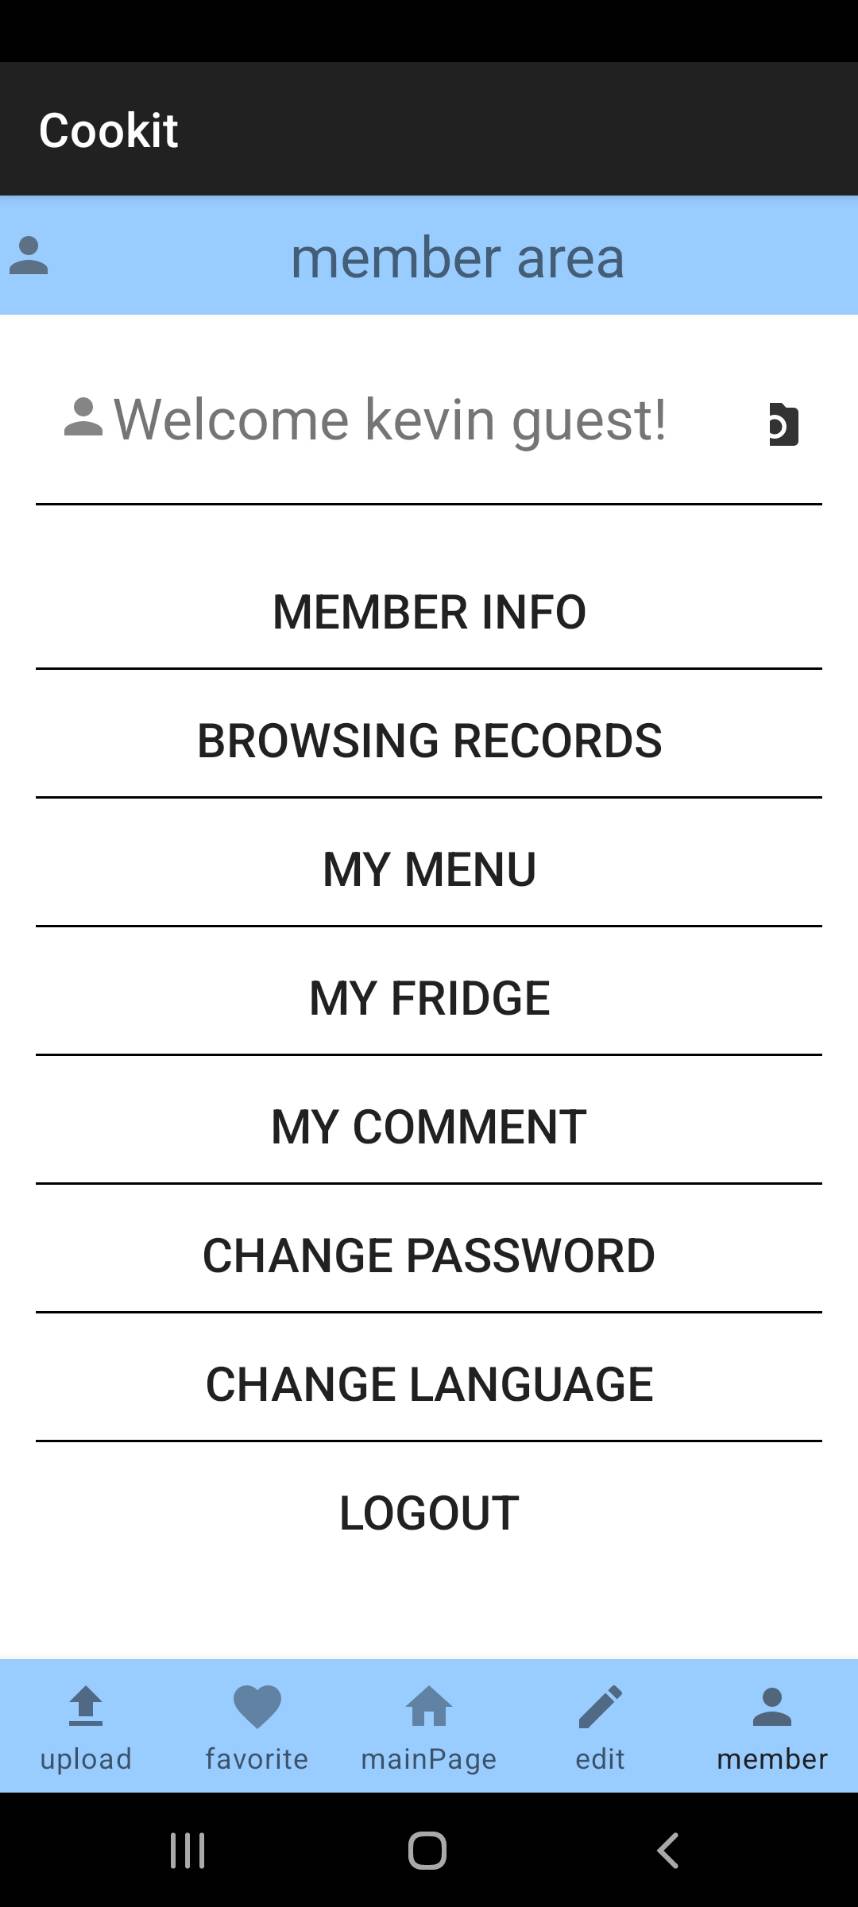 Cookit
member area
Welcome kevin guest!
MEMBER INFO
BROWSING RECORDS
MY MENU
MY FRIDGE
MY COMMENT
CHANGE PASSWORD
CHANGE LANGUAGE
LOGOUT
upload favorite mainPage edit member